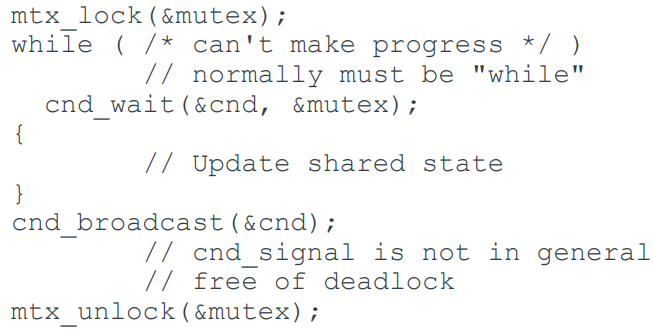 mtx_lock(&mutex);
while ( /* can't make progress */ )
// normally must be "while"
cnd_wait(&cnd, &mutex);
{
// Update shared state
}
cnd_broadcast(&cnd);
// cnd_signal is not in general
// free of deadlock
mtx_unlock(&mutex);